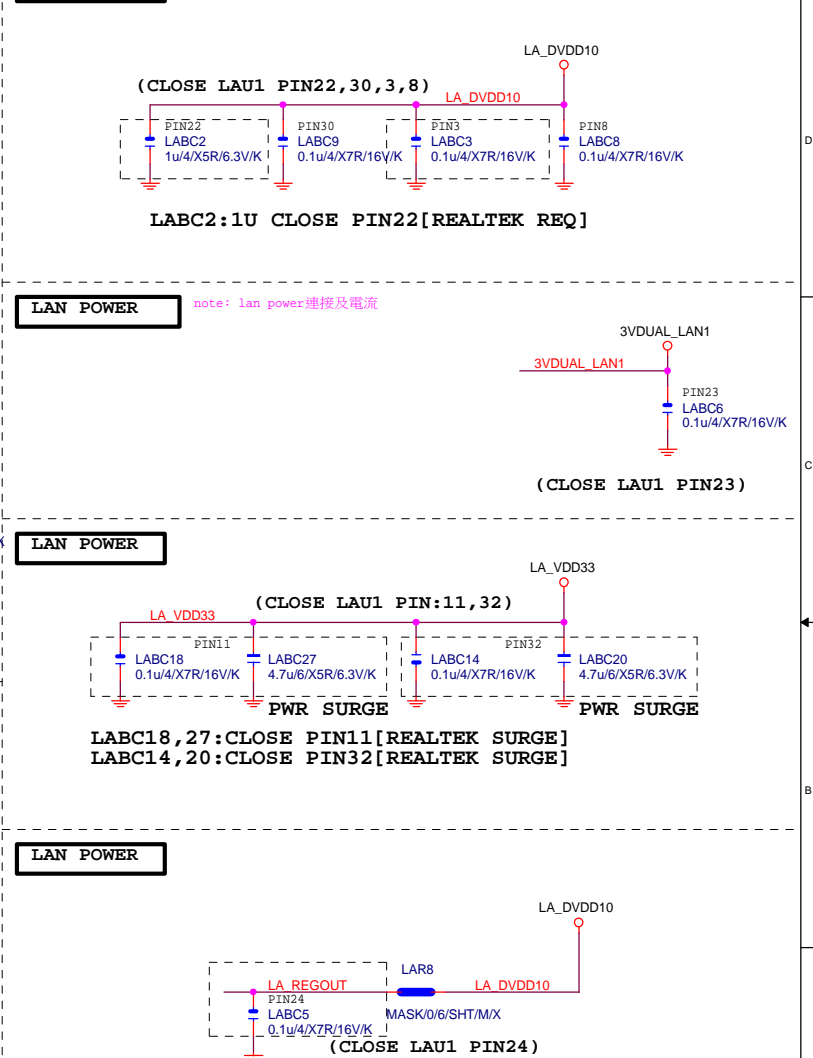 LA_DVDD10
(CLOSE LAU1 PIN22,30,3,8)
LA_DVDD10
PIN22
LABC2
1u/4/X5R/6.3V/K
PIN30
LABC9
0.1u/4/X7R/16V/K
PIN3
LABC3
0.1u/4/X7R/16V/K
PIN8
LABC8
0.1u/4/X7R/16V/K
D
LABC2:1U CLOSE PIN22[REALTEK REQ]
LAN POWER
note: lan power連接及電流
3VDUAL_LAN1
3VDUAL_LAN1
PIN23
LABC6
0.1u/4/X7R/16V/K
C
(CLOSE LAU1 PIN23)
LAN POWER
LA_VDD33
(CLOSE LAU1 PIN:11,32)
LA_VDD33
PIN11
LABC18
0.1u/4/X7R/16V/K
LABC27
4.7u/6/X5R/6.3V/K
PIN32
LABC14
0.1u/4/X7R/16V/K
LABC20
4.7u/6/X5R/6.3V/K
PWR SURGE
PWR SURGE
LABC18,27:CLOSE PIN11[REALTEK SURGE]
LABC14,20:CLOSE PIN32[REALTEK SURGE]
B
LAN POWER
LA_DVDD10
LAR8
LA_REGOUT
LA_DVDD10
PIN24
LABC5
0.1u/4/X7R/16V/K
MASK/0/6/SHT/M/X
(CLOSE LAU1 PIN24)